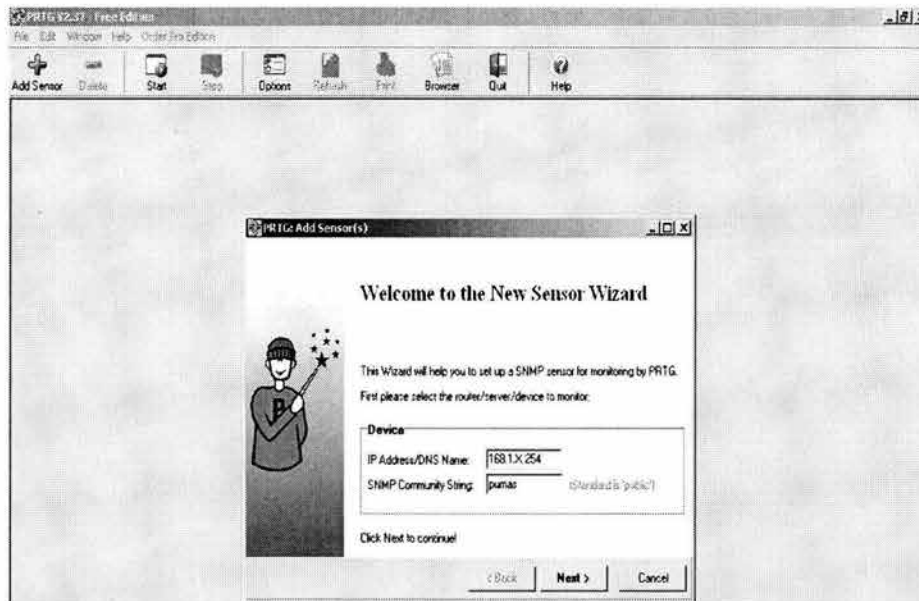 PRTG V2.37 - Free Edition
File Edit Window Help Order Pro Edition
Add Sensor Delete Start Stop Options Refresh Print Browser Quit Help
PRTG: Add Sensor(s)
Welcome to the New Sensor Wizard
This Wizard will help you to set up a SNMP sensor for monitoring by PRTG.
First please select the router/server/device to monitor:
P
Device
IP Address/DNS Name: 168.1.X.254
SNMP Community String: pumas (Standard is 'public')
Click Next to continue!
< Back Next > Cancel